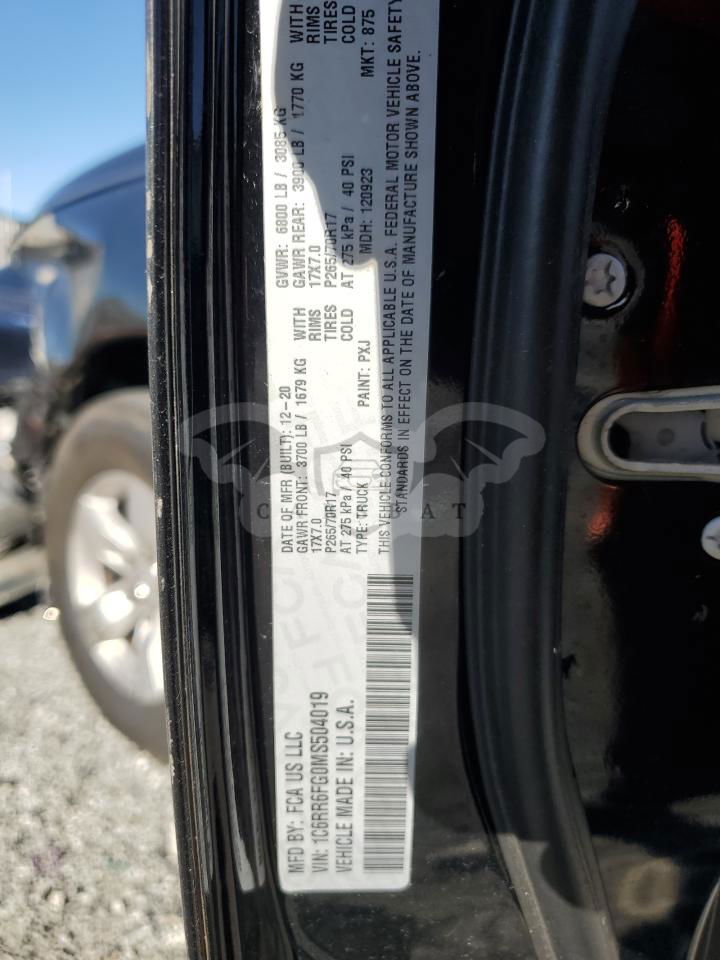 MFD BY: FCA US LLC
VIN: 1C6RR6FG0MS504019
VEHICLE MADE IN: U.S.A.
DATE OF MFR (BUILT): 12-20 GVWR: 6800 LB / 3085 KG
GAWR FRONT: 3700 LB / 1679 KG WITH GAWR REAR: 3900 LB / 1770 KG WITH
17X7.0 RIMS 17X7.0 RIMS
P265/70R17 TIRES P265/70R17 TIRES
AT 275 kPa / 40 PSI COLD AT 275 kPa / 40 PSI COLD
TYPE: TRUCK PAINT: PXJ MDH: 120923 MKT: 875
THIS VEHICLE CONFORMS TO ALL APPLICABLE U.S.A. FEDERAL MOTOR VEHICLE SAFETY
STANDARDS IN EFFECT ON THE DATE OF MANUFACTURE SHOWN ABOVE.